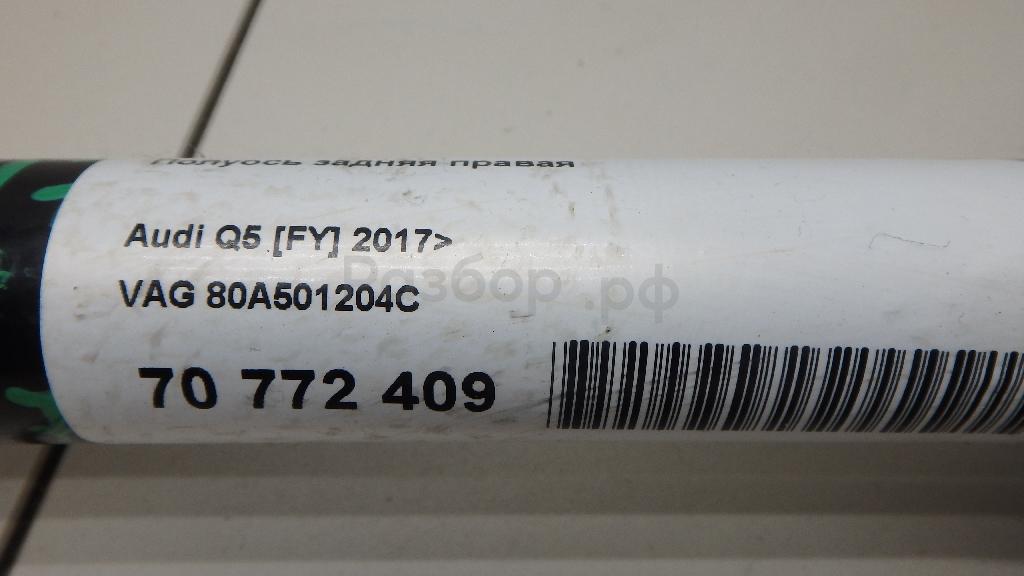 Полуось задняя правая
Audi Q5 [FY] 2017>
VAG 80A501204C
Разбор.рф
70 772 409